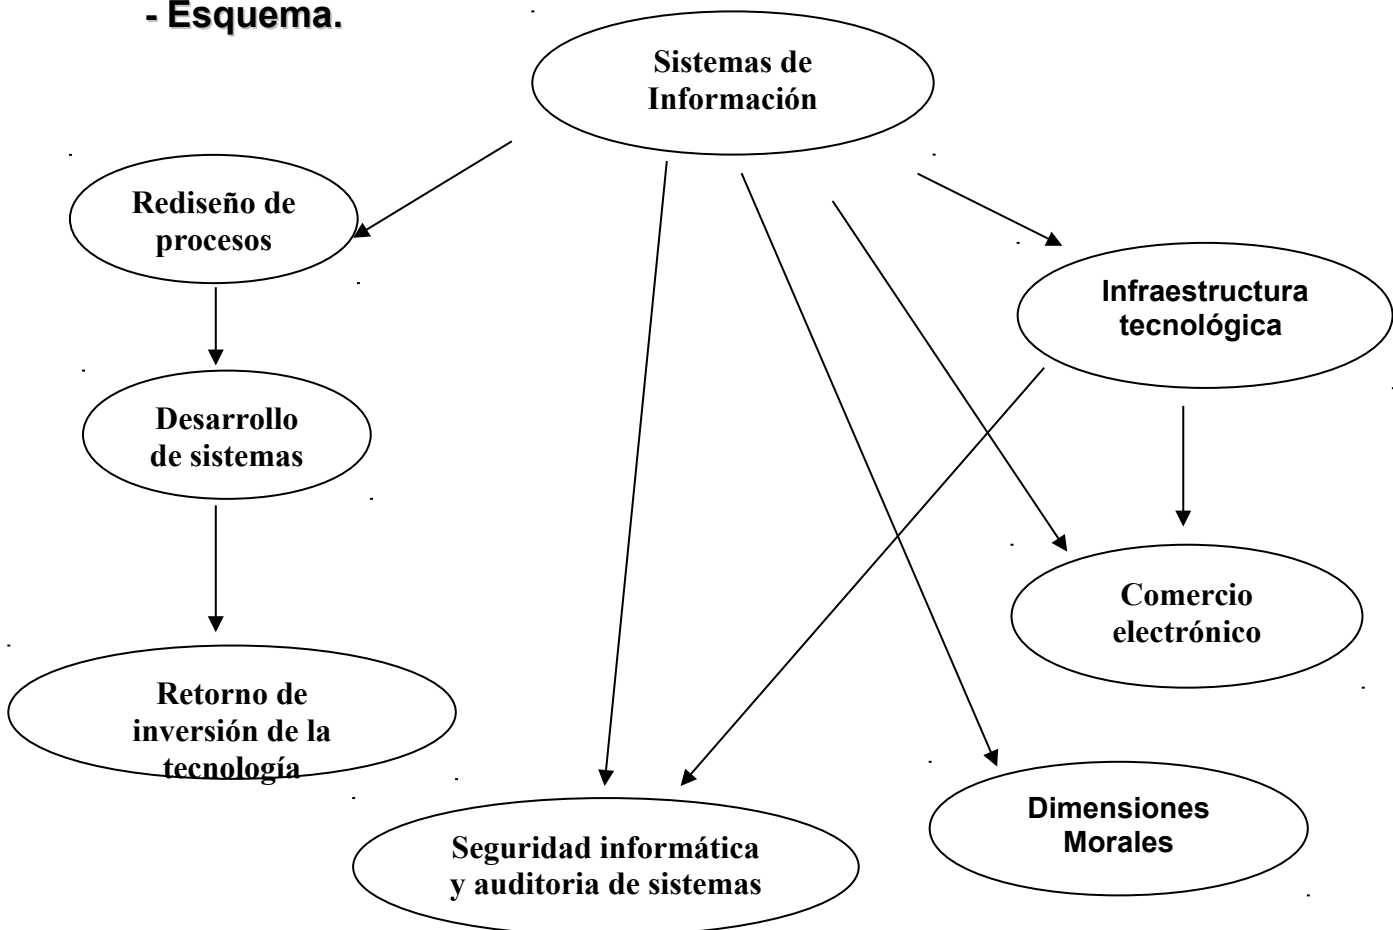 - Esquema.
Sistemas de
Información
Rediseño de
procesos
Infraestructura
tecnológica
Desarrollo
de sistemas
Comercio
electrónico
Retorno de
inversión de la
tecnología
Dimensiones
Morales
Seguridad informática
y auditoria de sistemas